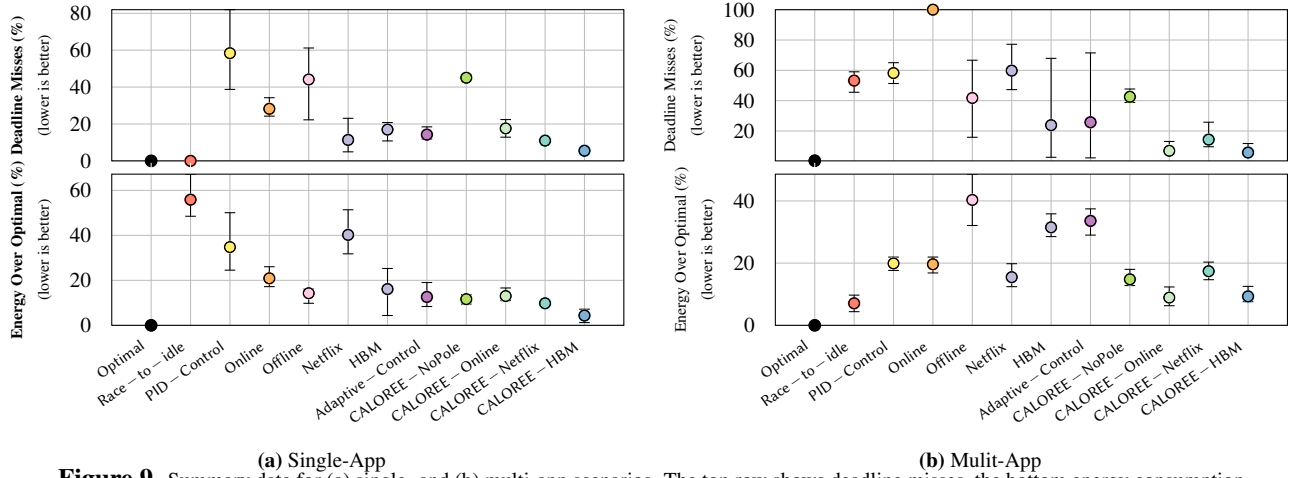 Deadline Misses (%)
(lower is better)
80
60
40
20
0
Energy Over Optimal (%)
(lower is better)
60
40
20
0
Optimal
Race – to – idle
PID – Control
Online
Offline
Netflix
HBM
Adaptive – Control
CALOREE – NoPole
CALOREE – Online
CALOREE – Netflix
CALOREE – HBM
(a) Single-App
Deadline Misses (%)
(lower is better)
100
80
60
40
20
Energy Over Optimal (%)
(lower is better)
40
20
0
Optimal
Race – to – idle
PID – Control
Online
Offline
Netflix
HBM
Adaptive – Control
CALOREE – NoPole
CALOREE – Online
CALOREE – Netflix
CALOREE – HBM
(b) Mulit-App
Figure 9. Summary data for (a) single- and (b) multi-app scenarios. The top row shows deadline misses, the bottom energy consumption